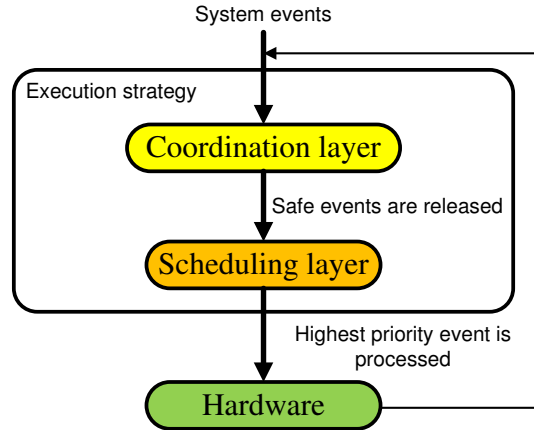 System events
Execution strategy
Coordination layer
Safe events are released
Scheduling layer
Highest priority event is
processed
Hardware